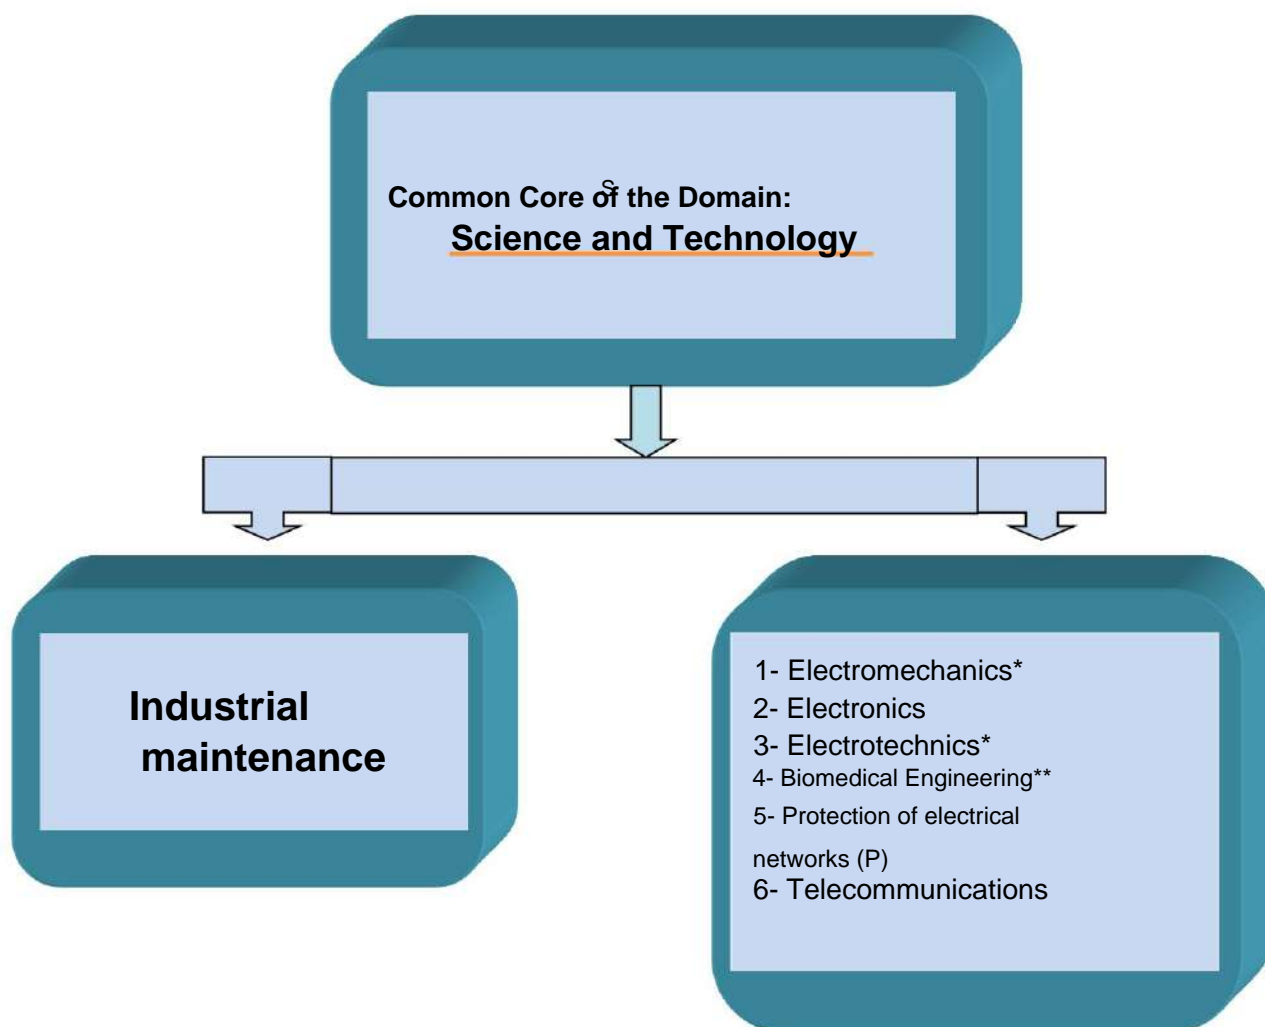 Common Core of the Domain:
Science and Technology
Industrial
maintenance
1- Electromechanics*
2- Electronics
3- Electrotechnics*
4- Biomedical Engineering**
5- Protection of electrical
networks (P)
6- Telecommunications